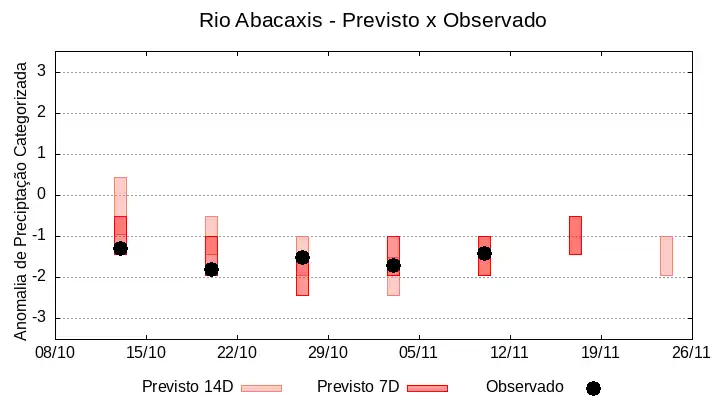 Rio Abacaxis - Previsto x Observado
Anomalia de Preciptação Categorizada
3
2
1
0
-1
-2
-3
08/10 15/10 22/10 29/10 05/11 12/11 19/11 26/11
Previsto 14D Previsto 7D Observado